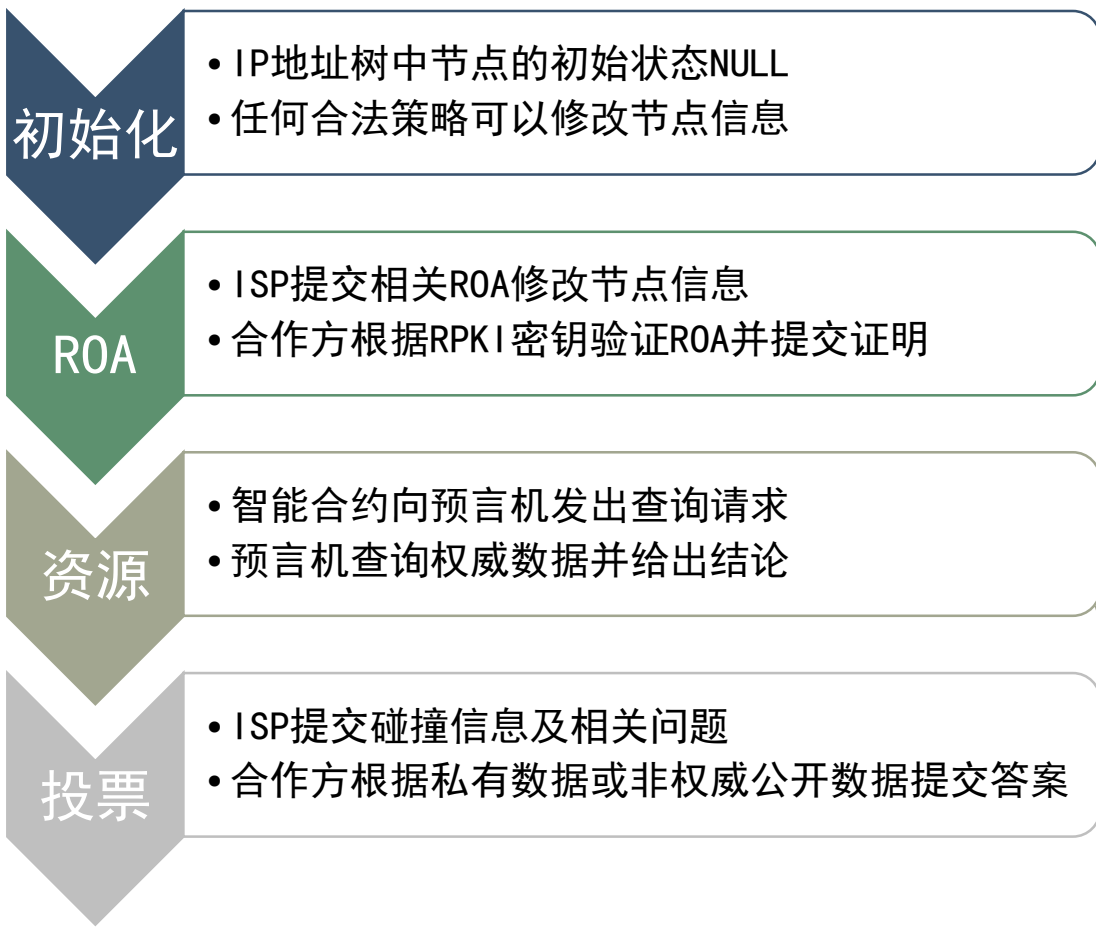 初始化
•IP地址树中节点的初始状态NULL
•任何合法策略可以修改节点信息
ROA
•ISP提交相关ROA修改节点信息
•合作方根据RPKI密钥验证ROA并提交证明
资源
•智能合约向预言机发出查询请求
•预言机查询权威数据并给出结论
投票
•ISP提交碰撞信息及相关问题
•合作方根据私有数据或非权威公开数据提交答案